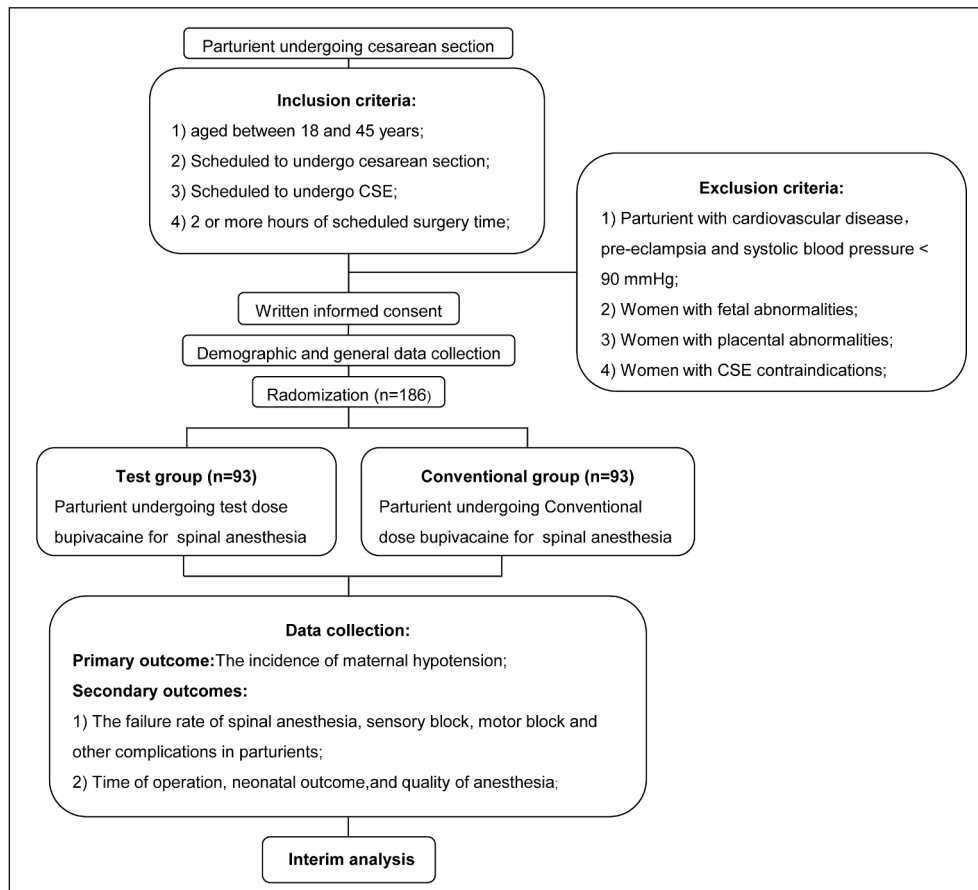 Parturient undergoing cesarean section
Inclusion criteria:
1) aged between 18 and 45 years;
2) Scheduled to undergo cesarean section;
3) Scheduled to undergo CSE;
4) 2 or more hours of scheduled surgery time;
Exclusion criteria:
1) Parturient with cardiovascular disease，
pre-eclampsia and systolic blood pressure <
90 mmHg;
2) Women with fetal abnormalities;
3) Women with placental abnormalities;
4) Women with CSE contraindications;
Written informed consent
Demographic and general data collection
Radomization (n=186)
Test group (n=93)
Parturient undergoing test dose
bupivacaine for spinal anesthesia
Conventional group (n=93)
Parturient undergoing Conventional
dose bupivacaine for spinal anesthesia
Data collection:
Primary outcome:The incidence of maternal hypotension;
Secondary outcomes:
1) The failure rate of spinal anesthesia, sensory block, motor block and
other complications in parturients;
2) Time of operation, neonatal outcome,and quality of anesthesia;
Interim analysis